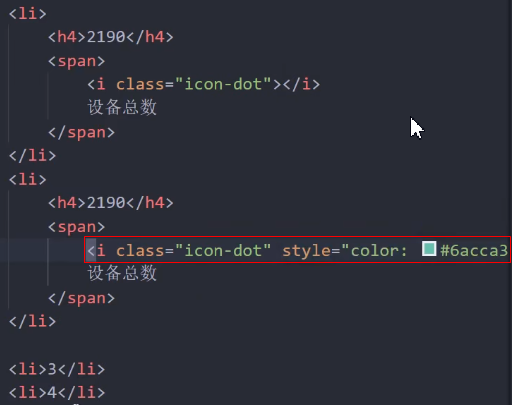 <li>
<h4>2190</h4>
<span>
<i class="icon-dot"></i>
设备总数
</span>
</li>
<li>
<h4>2190</h4>
<span>
<i class="icon-dot" style="color: #6acca3
设备总数
</span>
</li>
<li>3</li>
<li>4</li>